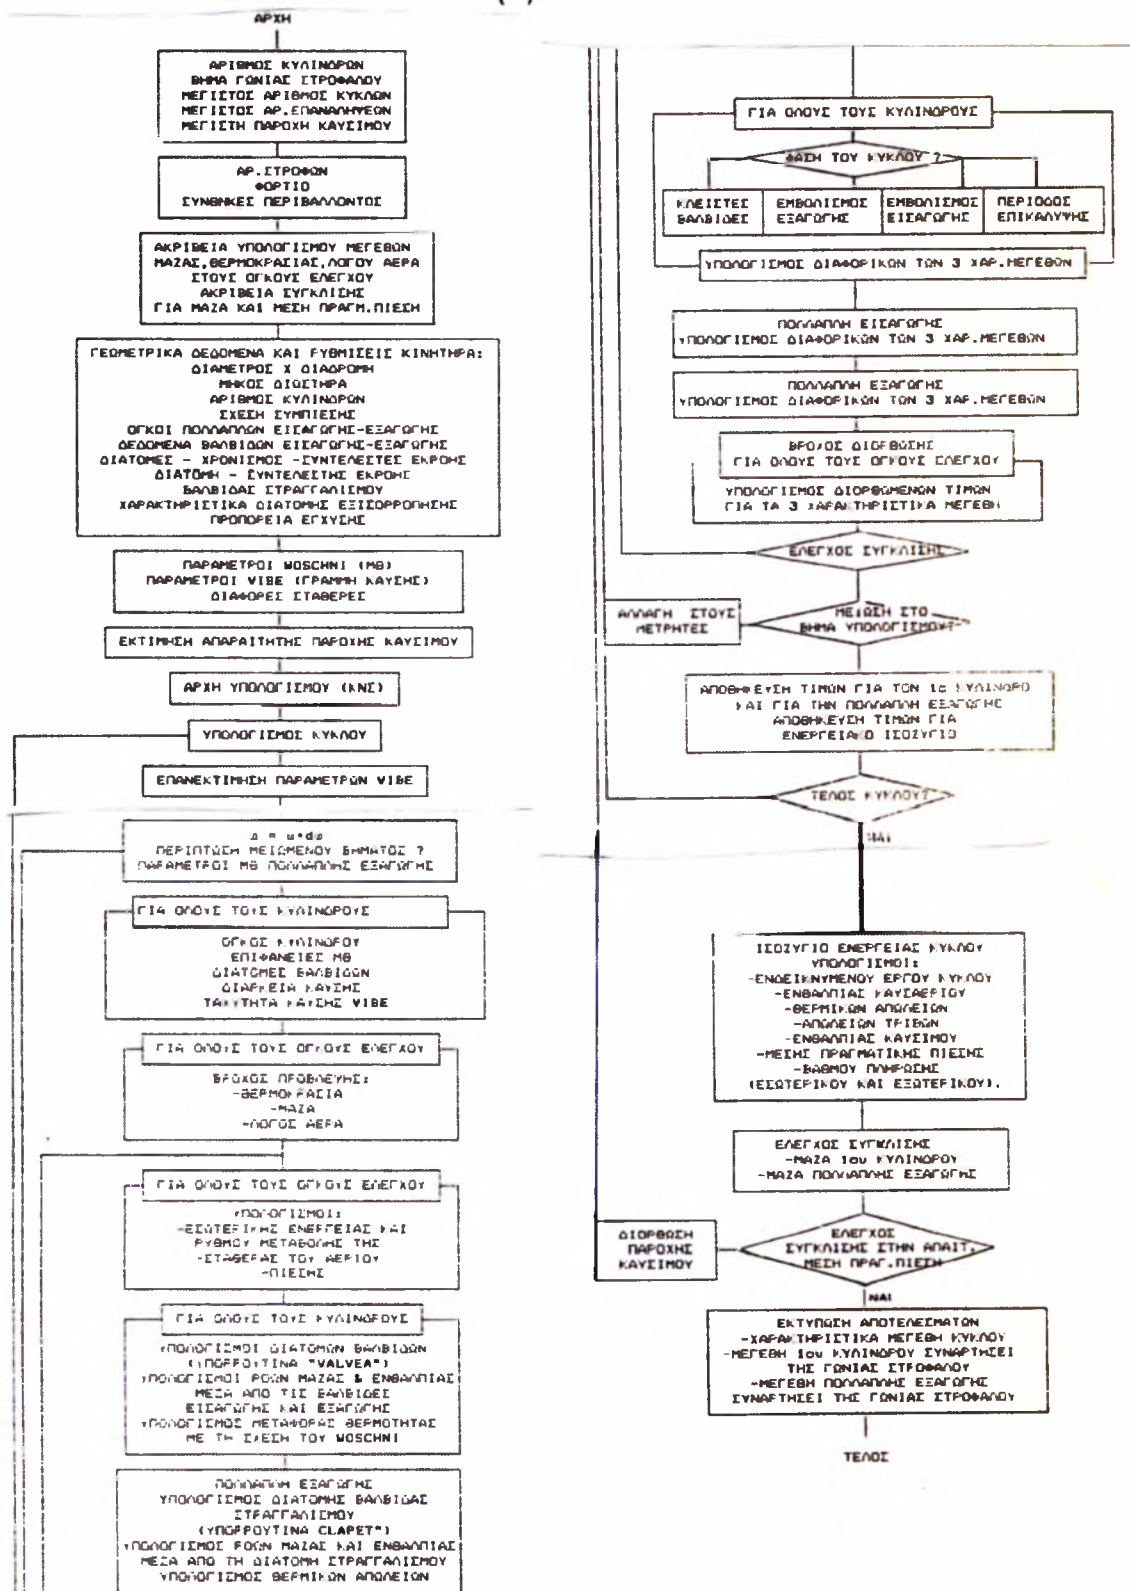 ΑΡΧΗ
ΑΡΙΘΜΟΣ ΚΥΛΙΝΔΡΩΝ
ΒΗΜΑ ΓΩΝΙΑΣ ΣΤΡΟΦΑΛΟΥ
ΜΕΓΙΣΤΟΣ ΑΡΙΘΜΟΣ ΚΥΚΛΩΝ
ΜΕΓΙΣΤΟΣ ΑΡ.ΕΠΑΝΑΛΗΨΕΩΝ
ΜΕΓΙΣΤΗ ΠΑΡΟΧΗ ΚΑΥΣΙΜΟΥ
ΑΡ.ΣΤΡΟΦΩΝ
ΦΟΡΤΙΟ
ΣΥΝΘΗΚΕΣ ΠΕΡΙΒΑΛΛΟΝΤΟΣ
ΑΚΡΙΒΕΙΑ ΥΠΟΛΟΓΙΣΜΟΥ ΜΕΓΕΘΩΝ
ΜΑΖΑΣ,ΘΕΡΜΟΚΡΑΣΙΑΣ,ΛΟΓΟΥ ΑΕΡΑ
ΣΤΟΥΣ ΟΓΚΟΥΣ ΕΛΕΓΧΟΥ
ΑΚΡΙΒΕΙΑ ΣΥΓΚΛΙΣΗΣ
ΓΙΑ ΜΑΖΑ ΚΑΙ ΜΕΣΗ ΠΡΑΓΜ.ΠΙΕΣΗ
ΓΕΩΜΕΤΡΙΚΑ ΔΕΔΟΜΕΝΑ ΚΑΙ ΡΥΘΜΙΣΕΙΣ ΚΙΝΗΤΗΡΑ:
ΔΙΑΜΕΤΡΟΣ Χ ΔΙΑΔΡΟΜΗ
ΜΗΚΟΣ ΔΙΩΣΤΗΡΑ
ΑΡΙΘΜΟΣ ΚΥΛΙΝΔΡΩΝ
ΣΧΕΣΗ ΣΥΜΠΙΕΣΗΣ
ΟΓΚΟΙ ΠΟΛΛΑΠΛΩΝ ΕΙΣΑΓΩΓΗΣ-ΕΞΑΓΩΓΗΣ
ΔΕΔΟΜΕΝΑ ΒΑΛΒΙΔΩΝ ΕΙΣΑΓΩΓΗΣ-ΕΞΑΓΩΓΗΣ
ΔΙΑΤΟΜΕΣ - ΧΡΟΝΙΣΜΟΣ -ΣΥΝΤΕΛΕΣΤΕΣ ΕΚΡΟΗΣ
ΔΙΑΤΟΜΗ - ΣΥΝΤΕΛΕΣΤΗΣ ΕΚΡΟΗΣ
ΒΑΛΒΙΔΑΣ ΣΤΡΑΓΓΑΛΙΣΜΟΥ
ΧΑΡΑΚΤΗΡΙΣΤΙΚΑ ΔΙΑΤΟΜΗΣ ΕΞΙΣΟΡΡΟΠΗΣΗΣ
ΠΡΟΠΟΡΕΙΑ ΕΓΧΥΣΗΣ
ΠΑΡΑΜΕΤΡΟΙ WOSCHNI (ΜΘ)
ΠΑΡΑΜΕΤΡΟΙ VIBE (ΓΡΑΜΜΗ ΚΑΥΣΗΣ)
ΔΙΑΦΟΡΕΣ ΣΤΑΘΕΡΕΣ
ΕΚΤΙΜΗΣΗ ΑΠΑΡΑΙΤΗΤΗΣ ΠΑΡΟΧΗΣ ΚΑΥΣΙΜΟΥ
ΑΡΧΗ ΥΠΟΛΟΓΙΣΜΟΥ (ΚΝΣ)
ΥΠΟΛΟΓΙΣΜΟΣ ΚΥΚΛΟΥ
ΕΠΑΝΕΚΤΙΜΗΣΗ ΠΑΡΑΜΕΤΡΩΝ VIBE
ΠΕΡΙΠΤΩΣΗ ΜΕΙΩΜΕΝΟΥ ΒΗΜΑΤΟΣ ?
ΠΑΡΑΜΕΤΡΟΙ ΜΘ ΠΟΛΛΑΠΛΗΣ ΕΞΑΓΩΓΗΣ
ΓΙΑ ΟΛΟΥΣ ΤΟΥΣ ΚΥΛΙΝΔΡΟΥΣ
ΟΓΚΟΣ ΚΥΛΙΝΔΡΟΥ
ΕΠΙΦΑΝΕΙΕΣ ΜΘ
ΔΙΑΤΟΜΕΣ ΒΑΛΒΙΔΩΝ
ΔΙΑΡΚΕΙΑ ΚΑΥΣΗΣ
ΤΑΧΥΤΗΤΑ ΚΑΥΣΗΣ VIBE
ΓΙΑ ΟΛΟΥΣ ΤΟΥΣ ΟΓΚΟΥΣ ΕΛΕΓΧΟΥ
ΒΡΟΧΟΣ ΠΡΟΒΛΕΨΗΣ:
-ΘΕΡΜΟΚΡΑΣΙΑ
-ΜΑΖΑ
-ΛΟΓΟΣ ΑΕΡΑ
ΓΙΑ ΟΛΟΥΣ ΤΟΥΣ ΟΓΚΟΥΣ ΕΛΕΓΧΟΥ
ΥΠΟΛΟΓΙΣΜΟΙ:
-ΕΣΩΤΕΡΙΚΗΣ ΕΝΕΡΓΕΙΑΣ ΚΑΙ
ΡΥΘΜΟΥ ΜΕΤΑΒΟΛΗΣ ΤΗΣ
-ΣΤΑΘΕΡΑΣ ΤΟΥ ΑΕΡΙΟΥ
-ΠΙΕΣΗΣ
ΓΙΑ ΟΛΟΥΣ ΤΟΥΣ ΚΥΛΙΝΔΡΟΥΣ
ΥΠΟΛΟΓΙΣΜΟΙ ΔΙΑΤΟΜΩΝ ΒΑΛΒΙΔΩΝ
(ΥΠΟΡΡΟΥΤΙΝΑ "VALVEA")
ΥΠΟΛΟΓΙΣΜΟΙ ΡΟΩΝ ΜΑΖΑΣ & ΕΝΘΑΛΠΙΑΣ
ΜΕΣΑ ΑΠΟ ΤΙΣ ΒΑΛΒΙΔΕΣ
ΕΙΣΑΓΩΓΗΣ ΚΑΙ ΕΞΑΓΩΓΗΣ
ΥΠΟΛΟΓΙΣΜΟΣ ΜΕΤΑΦΟΡΑΣ ΘΕΡΜΟΤΗΤΑΣ
ΜΕ ΤΗ ΣΧΕΣΗ ΤΟΥ WOSCHNI
ΠΟΛΛΑΠΛΗ ΕΞΑΓΩΓΗΣ
ΥΠΟΛΟΓΙΣΜΟΣ ΔΙΑΤΟΜΗΣ ΒΑΛΒΙΔΑΣ
ΣΤΡΑΓΓΑΛΙΣΜΟΥ
(ΥΠΟΡΡΟΥΤΙΝΑ CLAPET")
ΥΠΟΛΟΓΙΣΜΟΣ ΡΟΩΝ ΜΑΖΑΣ ΚΑΙ ΕΝΘΑΛΠΙΑΣ
ΜΕΣΑ ΑΠΟ ΤΗ ΔΙΑΤΟΜΗ ΣΤΡΑΓΓΑΛΙΣΜΟΥ
ΥΠΟΛΟΓΙΣΜΟΣ ΘΕΡΜΙΚΩΝ ΑΠΩΛΕΙΩΝ
ΓΙΑ ΟΛΟΥΣ ΤΟΥΣ ΚΥΛΙΝΔΡΟΥΣ
ΦΑΣΗ ΤΟΥ ΚΥΚΛΟΥ ?
ΚΛΕΙΣΤΕΣ ΒΑΛΒΙΔΕΣ
ΕΜΒΟΛΙΣΜΟΣ ΕΞΑΓΩΓΗΣ
ΕΜΒΟΛΙΣΜΟΣ ΕΙΣΑΓΩΓΗΣ
ΠΕΡΙΟΔΟΣ ΕΠΙΚΑΛΥΨΗΣ
ΥΠΟΛΟΓΙΣΜΟΣ ΔΙΑΦΟΡΙΚΩΝ ΤΩΝ 3 ΧΑΡ.ΜΕΓΕΘΩΝ
ΠΟΛΛΑΠΛΗ ΕΙΣΑΓΩΓΗΣ
ΥΠΟΛΟΓΙΣΜΟΣ ΔΙΑΦΟΡΙΚΩΝ ΤΩΝ 3 ΧΑΡ.ΜΕΓΕΘΩΝ
ΠΟΛΛΑΠΛΗ ΕΞΑΓΩΓΗΣ
ΥΠΟΛΟΓΙΣΜΟΣ ΔΙΑΦΟΡΙΚΩΝ ΤΩΝ 3 ΧΑΡ.ΜΕΓΕΘΩΝ
ΒΡΟΧΟΣ ΔΙΟΡΘΩΣΗΣ
ΓΙΑ ΟΛΟΥΣ ΤΟΥΣ ΟΓΚΟΥΣ ΕΛΕΓΧΟΥ
ΥΠΟΛΟΓΙΣΜΟΣ ΔΙΟΡΘΩΜΕΝΩΝ ΤΙΜΩΝ
ΓΙΑ ΤΑ 3 ΧΑΡΑΚΤΗΡΙΣΤΙΚΑ ΜΕΓΕΘΗ
ΕΛΕΓΧΟΣ ΣΥΓΚΛΙΣΗΣ
ΑΛΛΑΓΗ ΣΤΟΥΣ
ΜΕΤΡΗΤΕΣ
ΜΕΙΩΣΗ ΣΤΟ
ΒΗΜΑ ΥΠΟΛΟΓΙΣΜΟΥ?
ΑΠΟΘΗΚΕΥΣΗ ΤΙΜΩΝ ΓΙΑ ΤΟΝ 1ο ΚΥΛΙΝΔΡΟ
ΚΑΙ ΓΙΑ ΤΗΝ ΠΟΛΛΑΠΛΗ ΕΞΑΓΩΓΗΣ
ΑΠΟΘΗΚΕΥΣΗ ΤΙΜΩΝ ΓΙΑ
ΕΝΕΡΓΕΙΑΚΟ ΙΣΟΖΥΓΙΟ
ΤΕΛΟΣ ΚΥΚΛΟΥ?
ΝΑΙ
ΙΣΟΖΥΓΙΟ ΕΝΕΡΓΕΙΑΣ ΚΥΚΛΟΥ
ΥΠΟΛΟΓΙΣΜΟΙ:
-ΕΝΔΕΙΚΝΥΜΕΝΟΥ ΕΡΓΟΥ ΚΥΚΛΟΥ
-ΕΝΘΑΛΠΙΑΣ ΚΑΥΣΑΕΡΙΟΥ
-ΘΕΡΜΙΚΩΝ ΑΠΩΛΕΙΩΝ
-ΑΠΩΛΕΙΩΝ ΤΡΙΒΩΝ
-ΕΝΘΑΛΠΙΑΣ ΚΑΥΣΙΜΟΥ
-ΜΕΣΗΣ ΠΡΑΓΜΑΤΙΚΗΣ ΠΙΕΣΗΣ
-ΒΑΘΜΟΥ ΠΛΗΡΩΣΗΣ
(ΕΣΩΤΕΡΙΚΟΥ ΚΑΙ ΕΞΩΤΕΡΙΚΟΥ).
ΕΛΕΓΧΟΣ ΣΥΓΚΛΙΣΗΣ
-ΜΑΖΑ 1ου ΚΥΛΙΝΔΡΟΥ
-ΜΑΖΑ ΠΟΛΛΑΠΛΗΣ ΕΞΑΓΩΓΗΣ
ΔΙΟΡΘΩΣΗ
ΠΑΡΟΧΗΣ
ΚΑΥΣΙΜΟΥ
ΕΛΕΓΧΟΣ
ΣΥΓΚΛΙΣΗΣ ΣΤΗΝ ΑΠΑΙΤ.
ΜΕΣΗ ΠΡΑΓ.ΠΙΕΣΗ
ΝΑΙ
ΕΚΤΥΠΩΣΗ ΑΠΟΤΕΛΕΣΜΑΤΩΝ
-ΧΑΡΑΚΤΗΡΙΣΤΙΚΑ ΜΕΓΕΘΗ ΚΥΚΛΟΥ
-ΜΕΓΕΘΗ 1ου ΚΥΛΙΝΔΡΟΥ ΣΥΝΑΡΤΗΣΕΙ
ΤΗΣ ΓΩΝΙΑΣ ΣΤΡΟΦΑΛΟΥ
-ΜΕΓΕΘΗ ΠΟΛΛΑΠΛΗΣ ΕΞΑΓΩΓΗΣ
ΣΥΝΑΡΤΗΣΕΙ ΤΗΣ ΓΩΝΙΑΣ ΣΤΡΟΦΑΛΟΥ
ΤΕΛΟΣ